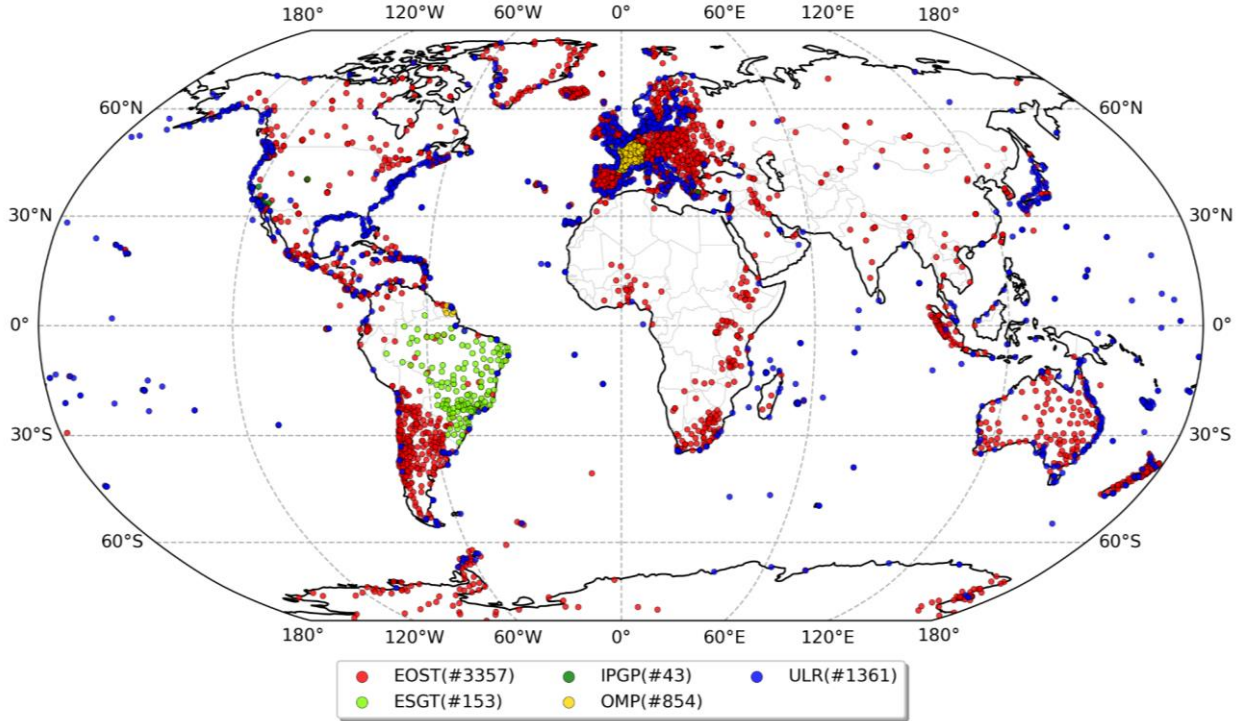 180° 120°W 60°W 0° 60°E 120°E 180°
60°N 60°N
30°N 30°N
0° 0°
30°S 30°S
60°S 60°S
180° 120°W 60°W 0° 60°E 120°E 180°
EOST(#3357) IPGP(#43) ULR(#1361)
ESGT(#153) OMP(#854)